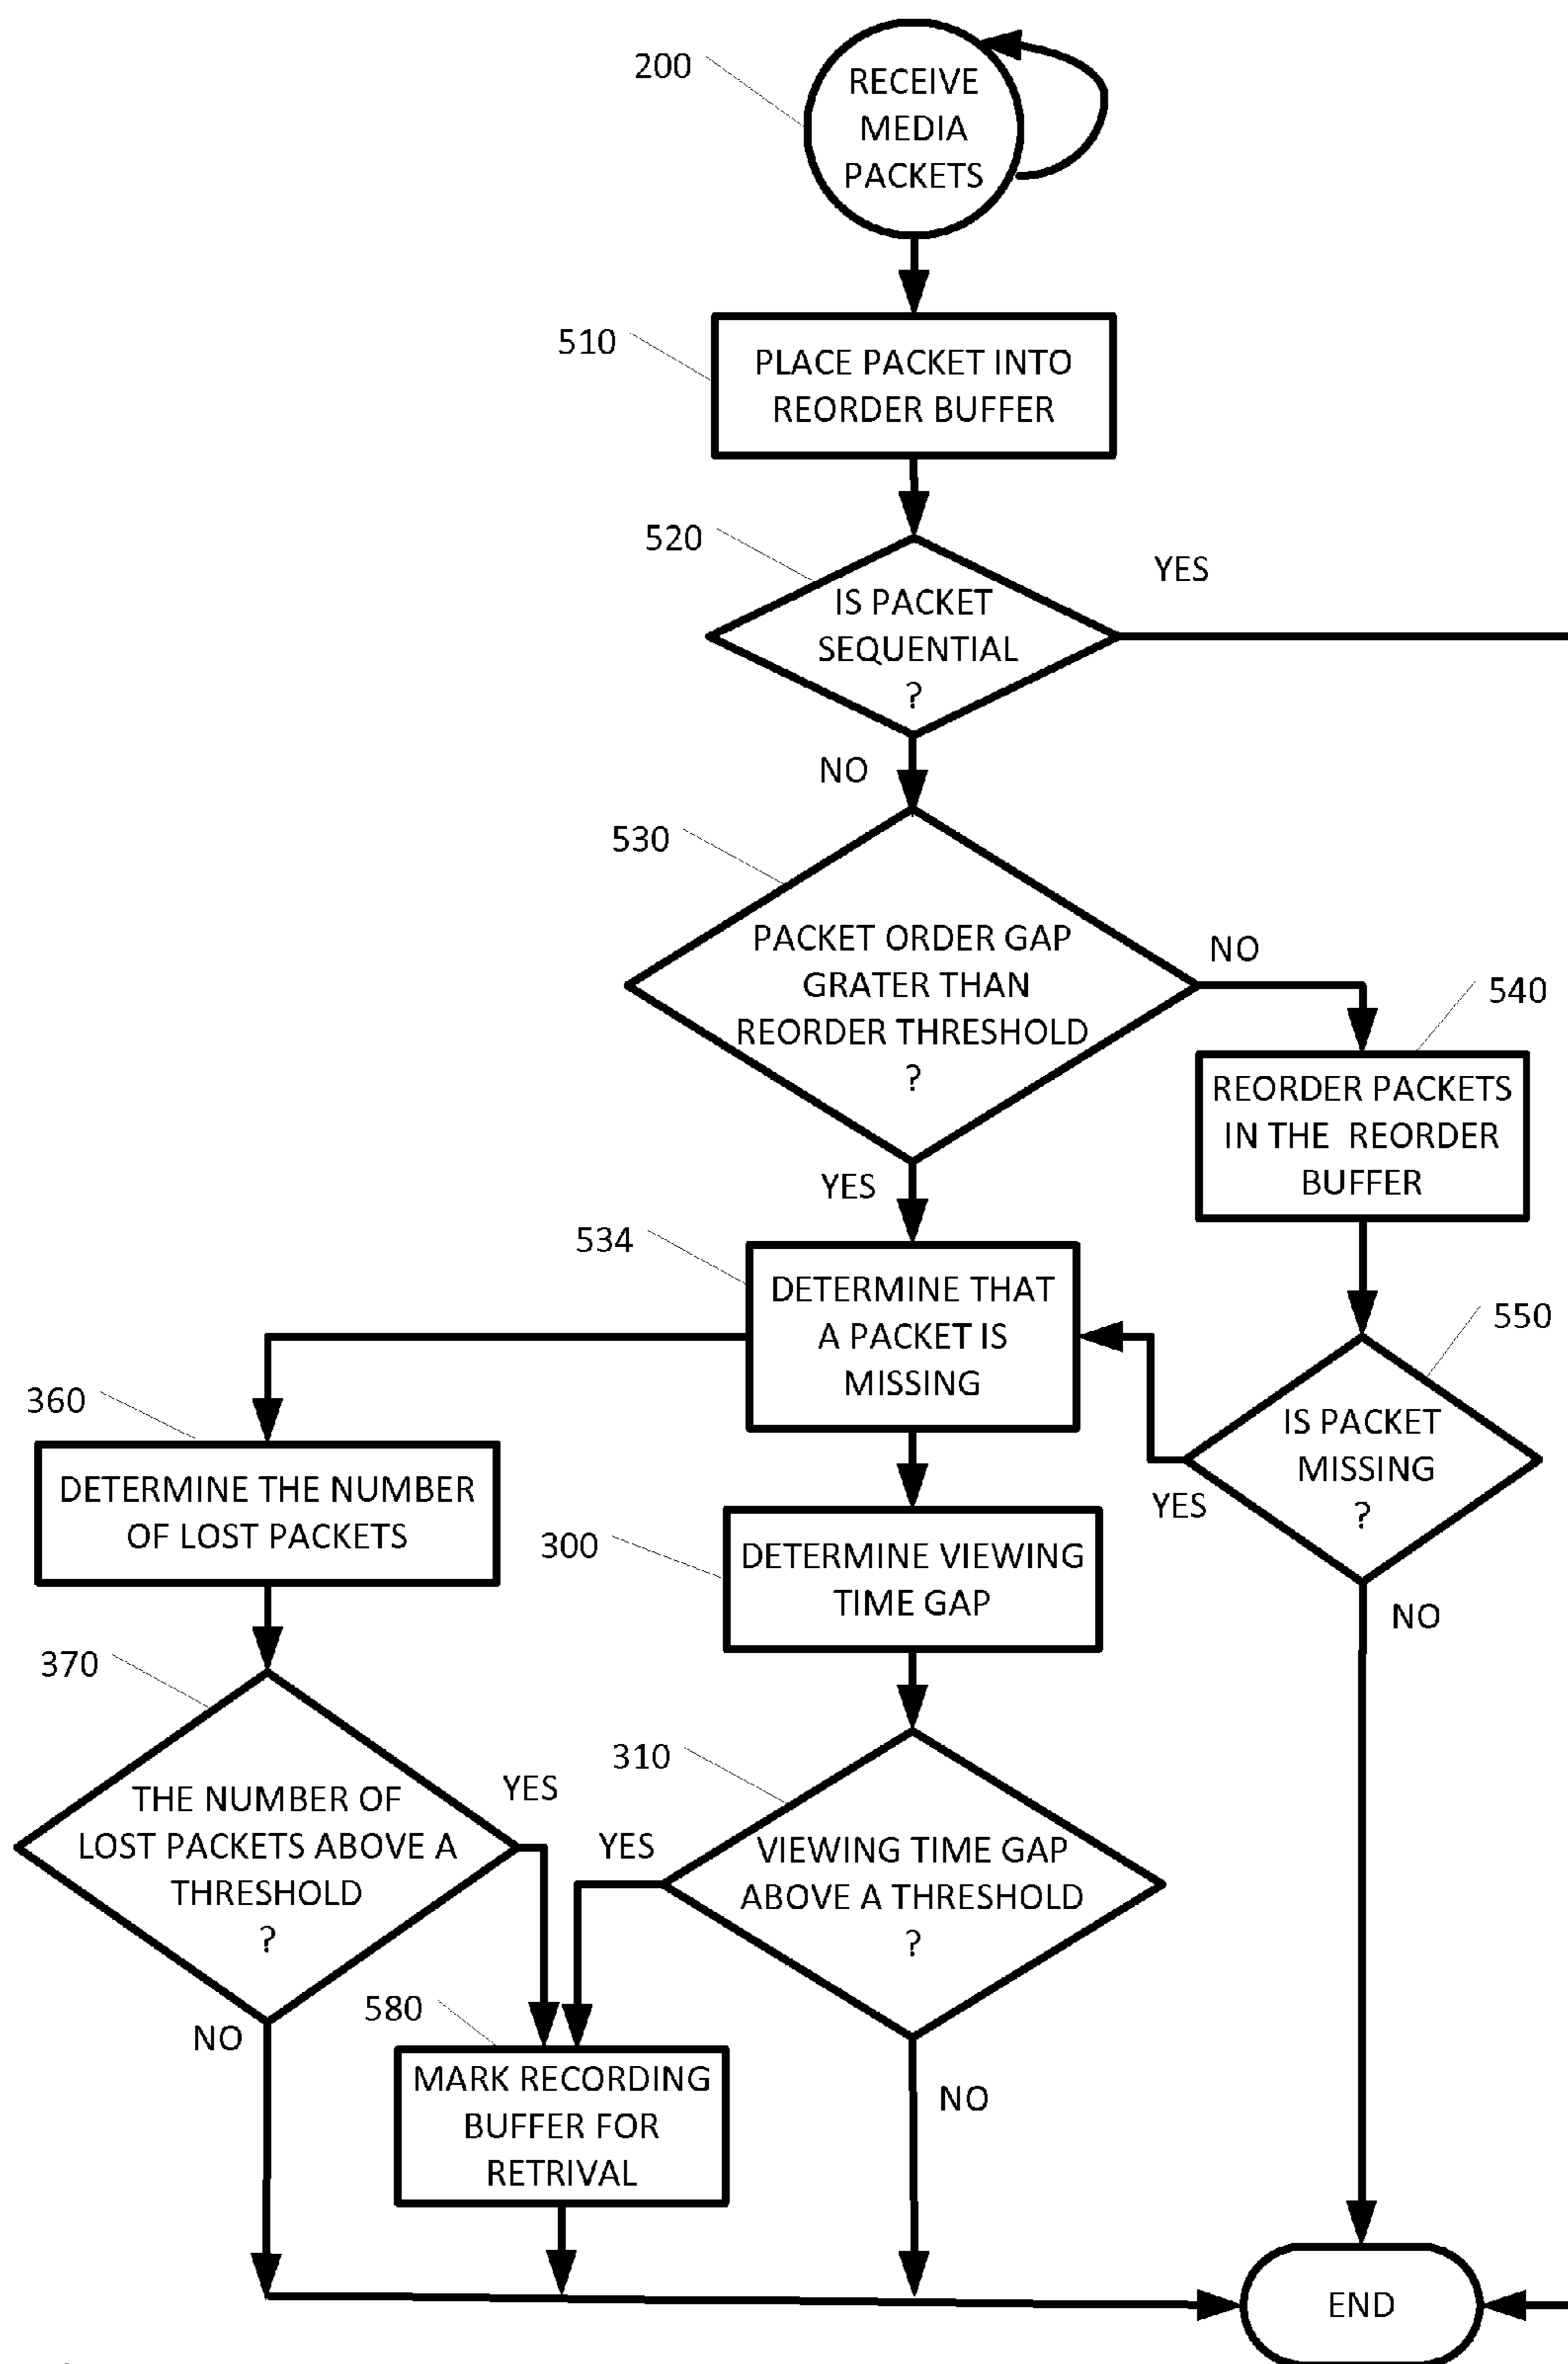 200
RECEIVE
MEDIA
PACKETS
510
PLACE PACKET INTO
REORDER BUFFER
520
IS PACKET
SEQUENTIAL
?
YES
NO
530
PACKET ORDER GAP
GRATER THAN
REORDER THRESHOLD
?
NO
YES
540
REORDER PACKETS
IN THE REORDER
BUFFER
534
DETERMINE THAT
A PACKET IS
MISSING
550
IS PACKET
MISSING
?
YES
NO
360
DETERMINE THE NUMBER
OF LOST PACKETS
300
DETERMINE VIEWING
TIME GAP
370
THE NUMBER OF
LOST PACKETS ABOVE A
THRESHOLD
?
YES
NO
310
VIEWING TIME GAP
ABOVE A THRESHOLD
?
YES
NO
580
MARK RECORDING
BUFFER FOR
RETRIVAL
END